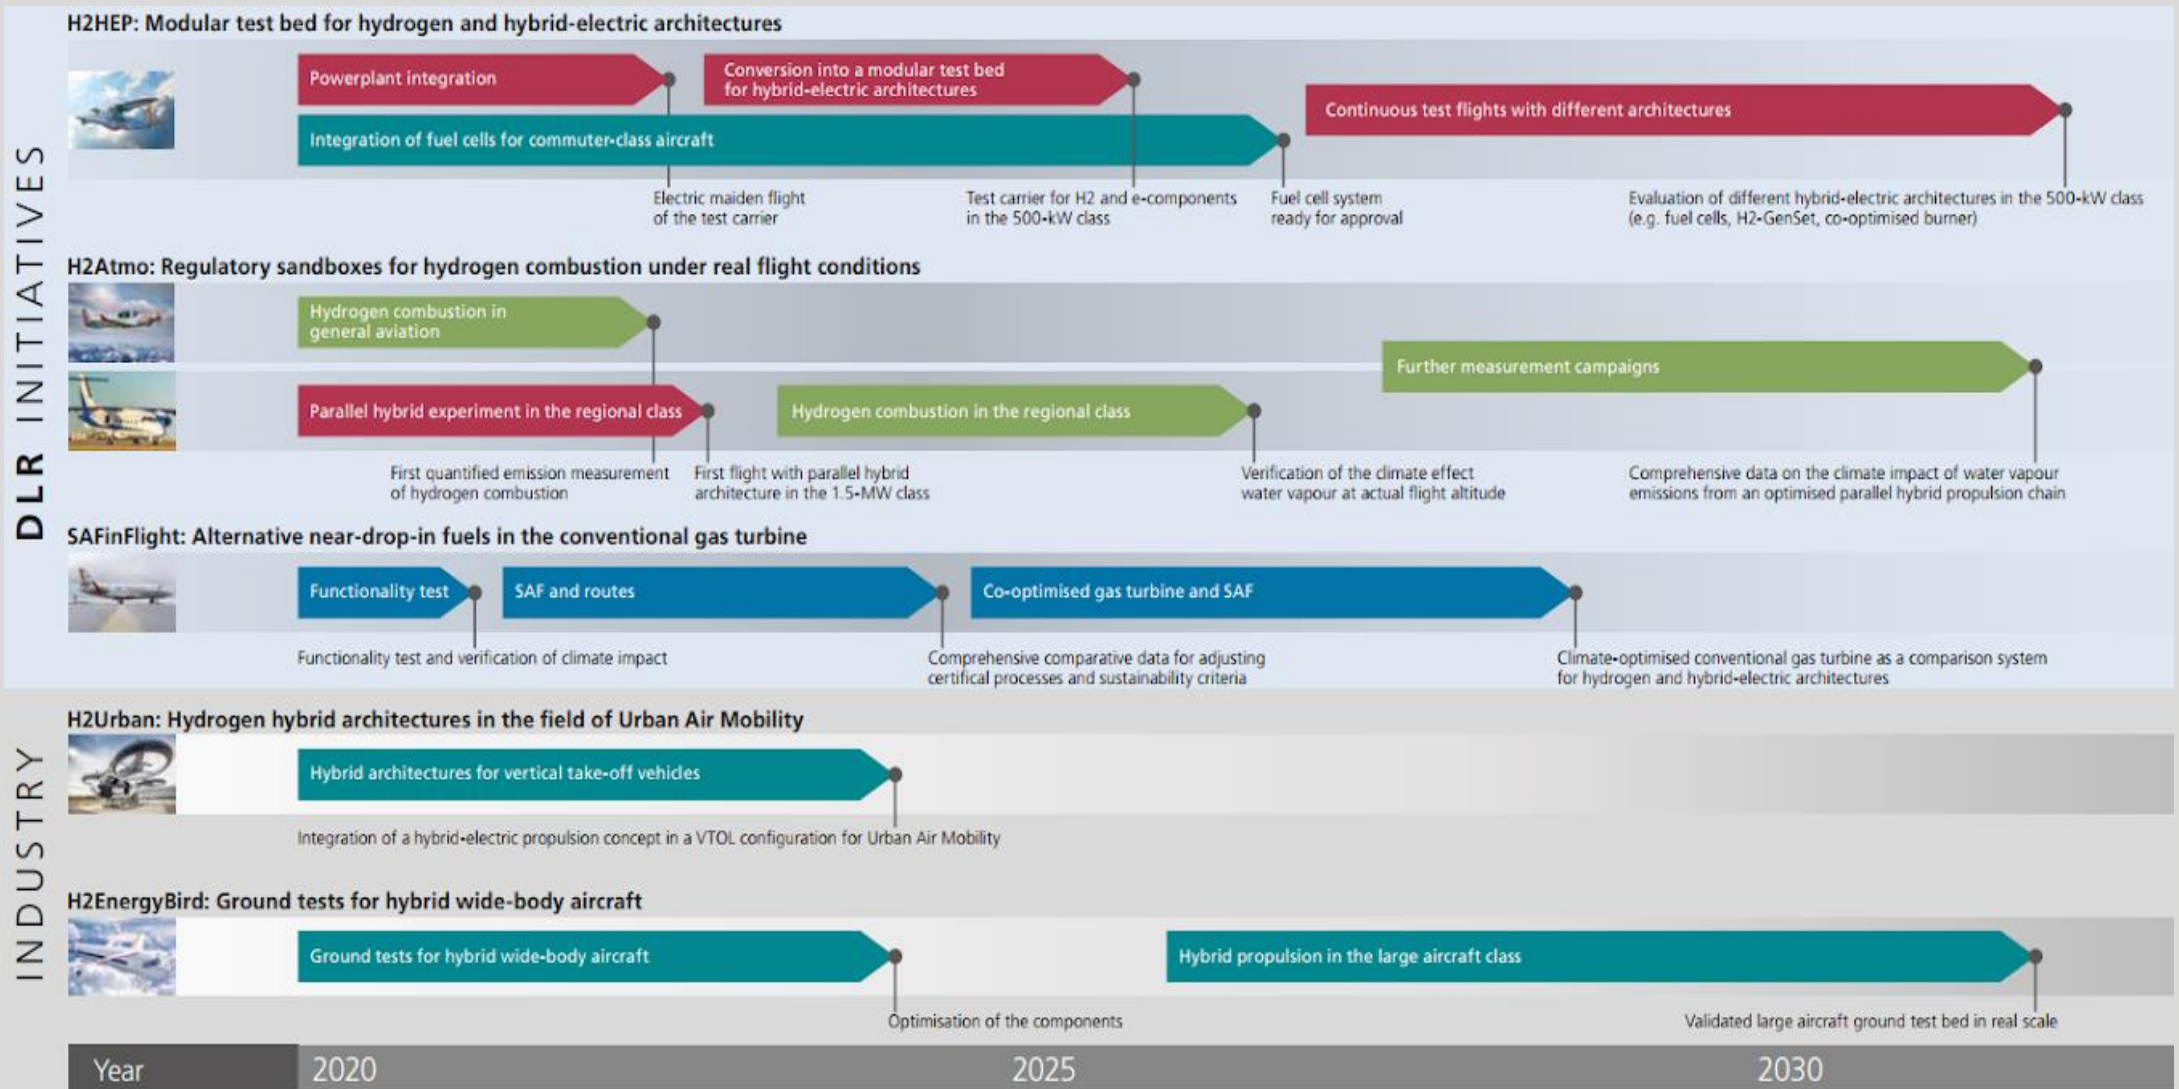 H2HEP: Modular test bed for hydrogen and hybrid-electric architectures
Powerplant integration
Conversion into a modular test bed
for hybrid-electric architectures
Continuous test flights with different architectures
Integration of fuel cells for commuter-class aircraft
Electric maiden flight
of the test carrier
Test carrier for H2 and e-components
in the 500-kW class
Fuel cell system
ready for approval
Evaluation of different hybrid-electric architectures in the 500-kW class
(e.g. fuel cells, H2-GenSet, co-optimised burner)
DLR INITIATIVES
H2Atmo: Regulatory sandboxes for hydrogen combustion under real flight conditions
Hydrogen combustion in
general aviation
Further measurement campaigns
Parallel hybrid experiment in the regional class
Hydrogen combustion in the regional class
First quantified emission measurement
of hydrogen combustion
First flight with parallel hybrid
architecture in the 1.5-MW class
Verification of the climate effect
water vapour at actual flight altitude
Comprehensive data on the climate impact of water vapour
emissions from an optimised parallel hybrid propulsion chain
SAFinFlight: Alternative near-drop-in fuels in the conventional gas turbine
Functionality test
SAF and routes
Co-optimised gas turbine and SAF
Functionality test and verification of climate impact
Comprehensive comparative data for adjusting
certifical processes and sustainability criteria
Climate-optimised conventional gas turbine as a comparison system
for hydrogen and hybrid-electric architectures
INDUSTRY
H2Urban: Hydrogen hybrid architectures in the field of Urban Air Mobility
Hybrid architectures for vertical take-off vehicles
Integration of a hybrid-electric propulsion concept in a VTOL configuration for Urban Air Mobility
H2EnergyBird: Ground tests for hybrid wide-body aircraft
Ground tests for hybrid wide-body aircraft
Hybrid propulsion in the large aircraft class
Optimisation of the components
Validated large aircraft ground test bed in real scale
Year
2020
2025
2030